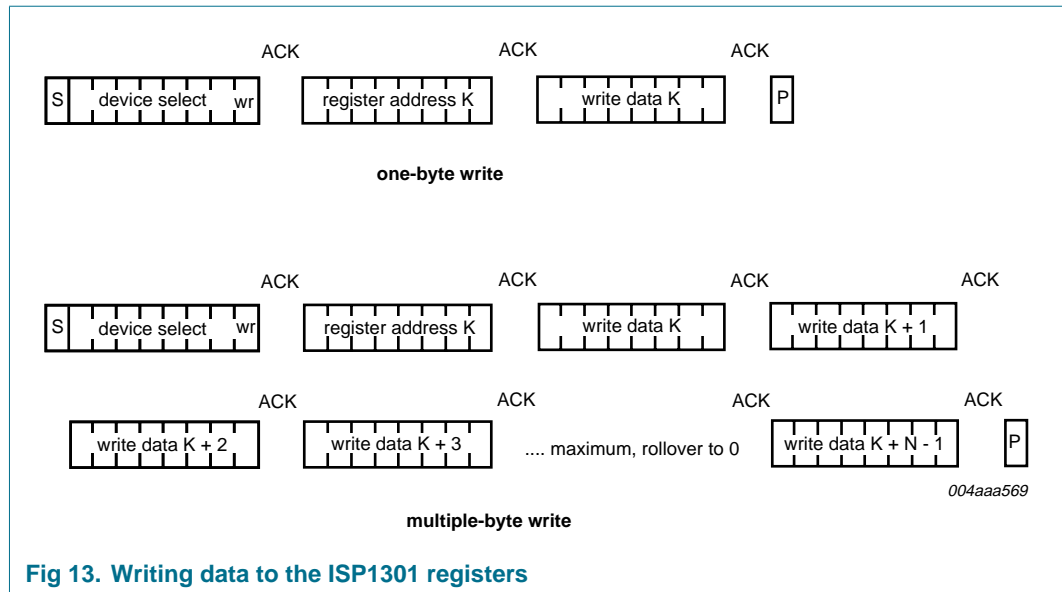 ACK ACK ACK
S device select wr register address K write data K P
one-byte write
ACK ACK ACK ACK
S device select wr register address K write data K write data K + 1
ACK ACK ACK ACK
write data K + 2 write data K + 3 .... maximum, rollover to 0 write data K + N - 1 P
004aaa569
multiple-byte write
Fig 13. Writing data to the ISP1301 registers